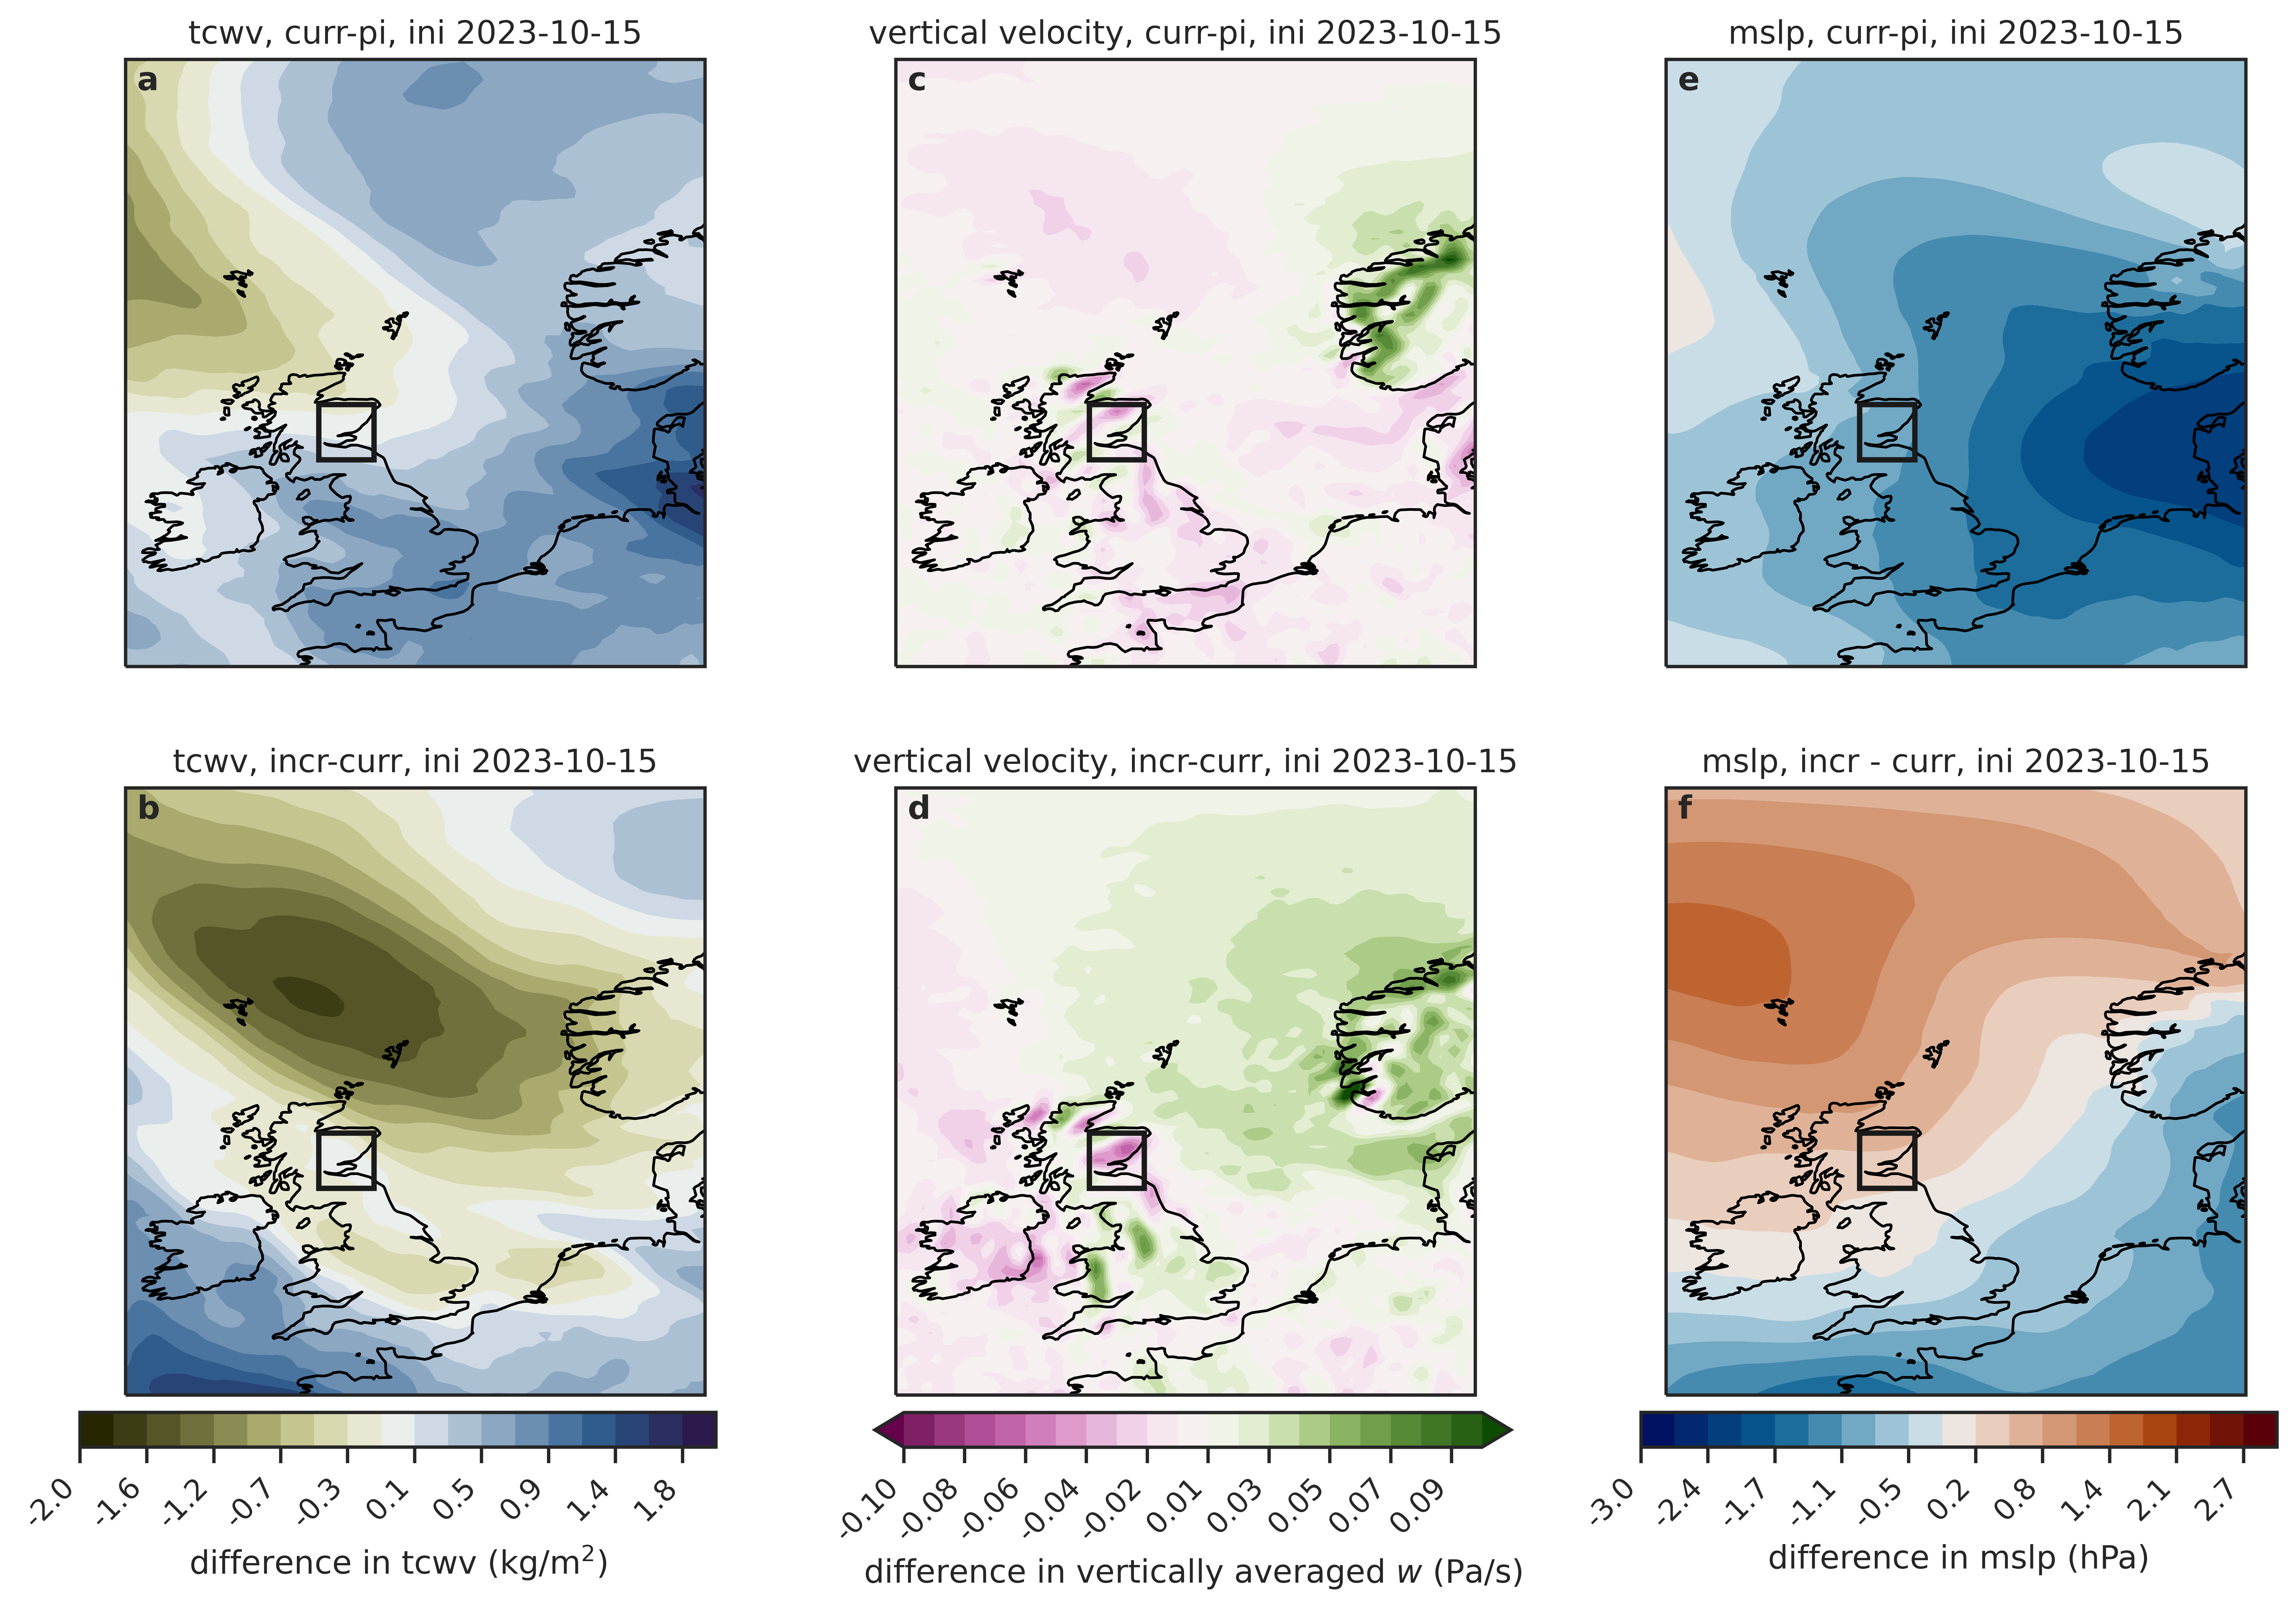 tcwv, curr-pi, ini 2023-10-15
vertical velocity, curr-pi, ini 2023-10-15
mslp, curr-pi, ini 2023-10-15
a
c
e
tcwv, incr-curr, ini 2023-10-15
vertical velocity, incr-curr, ini 2023-10-15
mslp, incr - curr, ini 2023-10-15
b
d
f
-2.0 -1.6 -1.2 -0.7 -0.3 0.1 0.5 0.9 1.4 1.8
difference in tcwv (kg/m²)
-0.10 -0.08 -0.06 -0.04 -0.02 0.01 0.03 0.05 0.07 0.09
difference in vertically averaged w (Pa/s)
-3.0 -2.4 -1.7 -1.1 -0.5 0.2 0.8 1.4 2.1 2.7
difference in mslp (hPa)